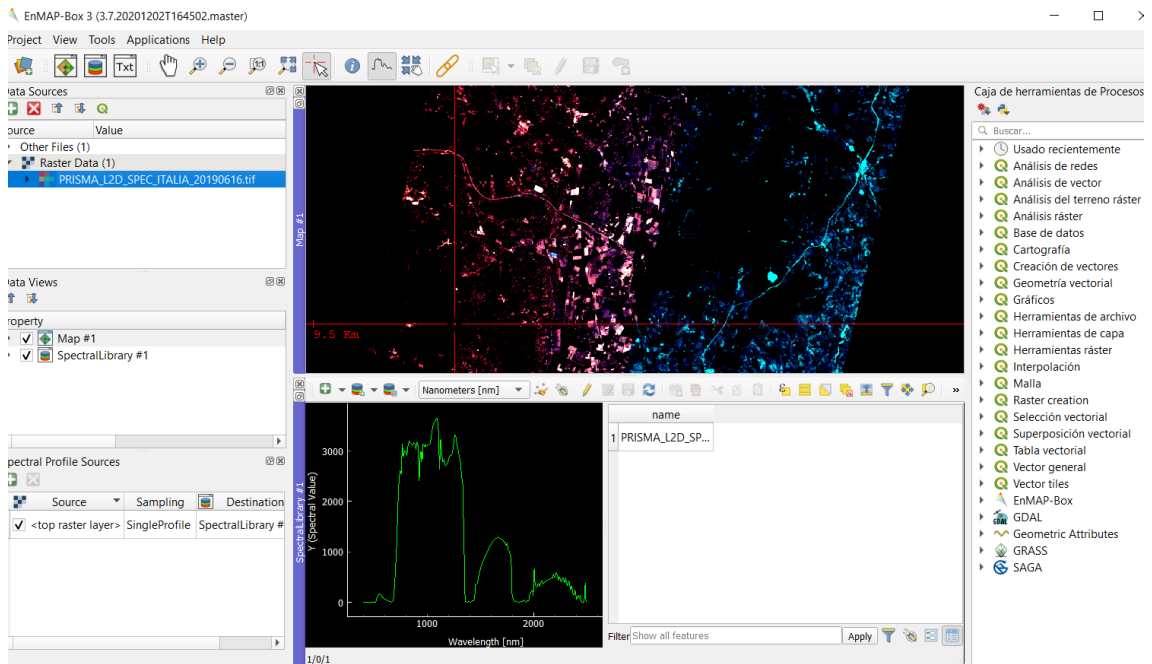 EnMAP-Box 3 (3.7.20201202T164502.master)
Project View Tools Applications Help
Txt
Data Sources
Source Value
Other Files (1)
Raster Data (1)
PRISMA_L2D_SPEC_ITALIA_20190616.tif
Data Views
Property
Map #1
SpectralLibrary #1
Spectral Profile Sources
Source Sampling Destination
<top raster layer> SingleProfile SpectralLibrary #
Map #1
9.5 Km
Nanometers [nm]
»
SpectralLibrary #1
Y (Spectral Value)
3000
2000
1000
0
1000 2000
Wavelength [nm]
name
1 PRISMA_L2D_SP...
Filter Show all features Apply
1/0/1
Caja de herramientas de Procesos
Buscar...
Usado recientemente
Análisis de redes
Análisis de vector
Análisis del terreno ráster
Análisis ráster
Base de datos
Cartografía
Creación de vectores
Geometría vectorial
Gráficos
Herramientas de archivo
Herramientas de capa
Herramientas ráster
Interpolación
Malla
Raster creation
Selección vectorial
Superposición vectorial
Tabla vectorial
Vector general
Vector tiles
EnMAP-Box
GDAL
Geometric Attributes
GRASS
SAGA